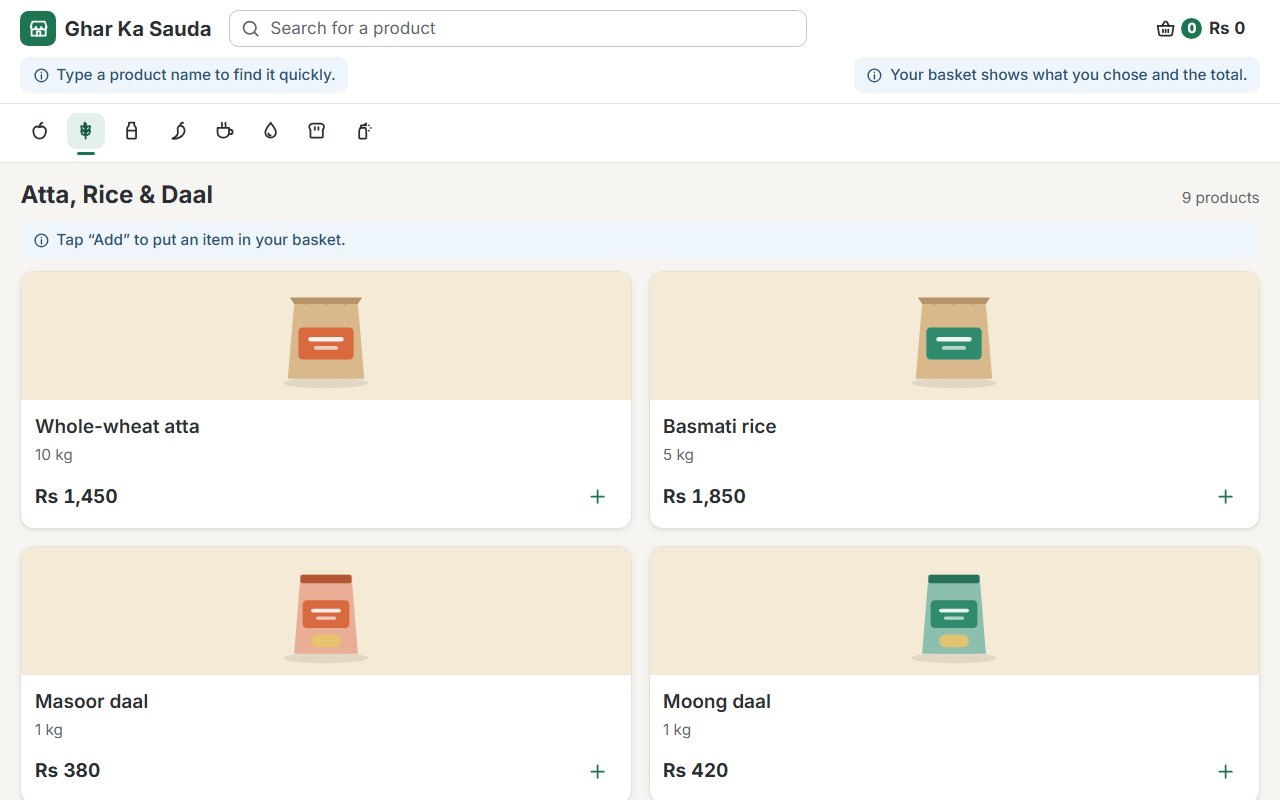 Ghar Ka Sauda
Search for a product
0 Rs 0
Type a product name to find it quickly.
Your basket shows what you chose and the total.
Atta, Rice & Daal
9 products
Tap “Add” to put an item in your basket.
Whole-wheat atta
10 kg
Rs 1,450
Basmati rice
5 kg
Rs 1,850
Masoor daal
1 kg
Rs 380
Moong daal
1 kg
Rs 420